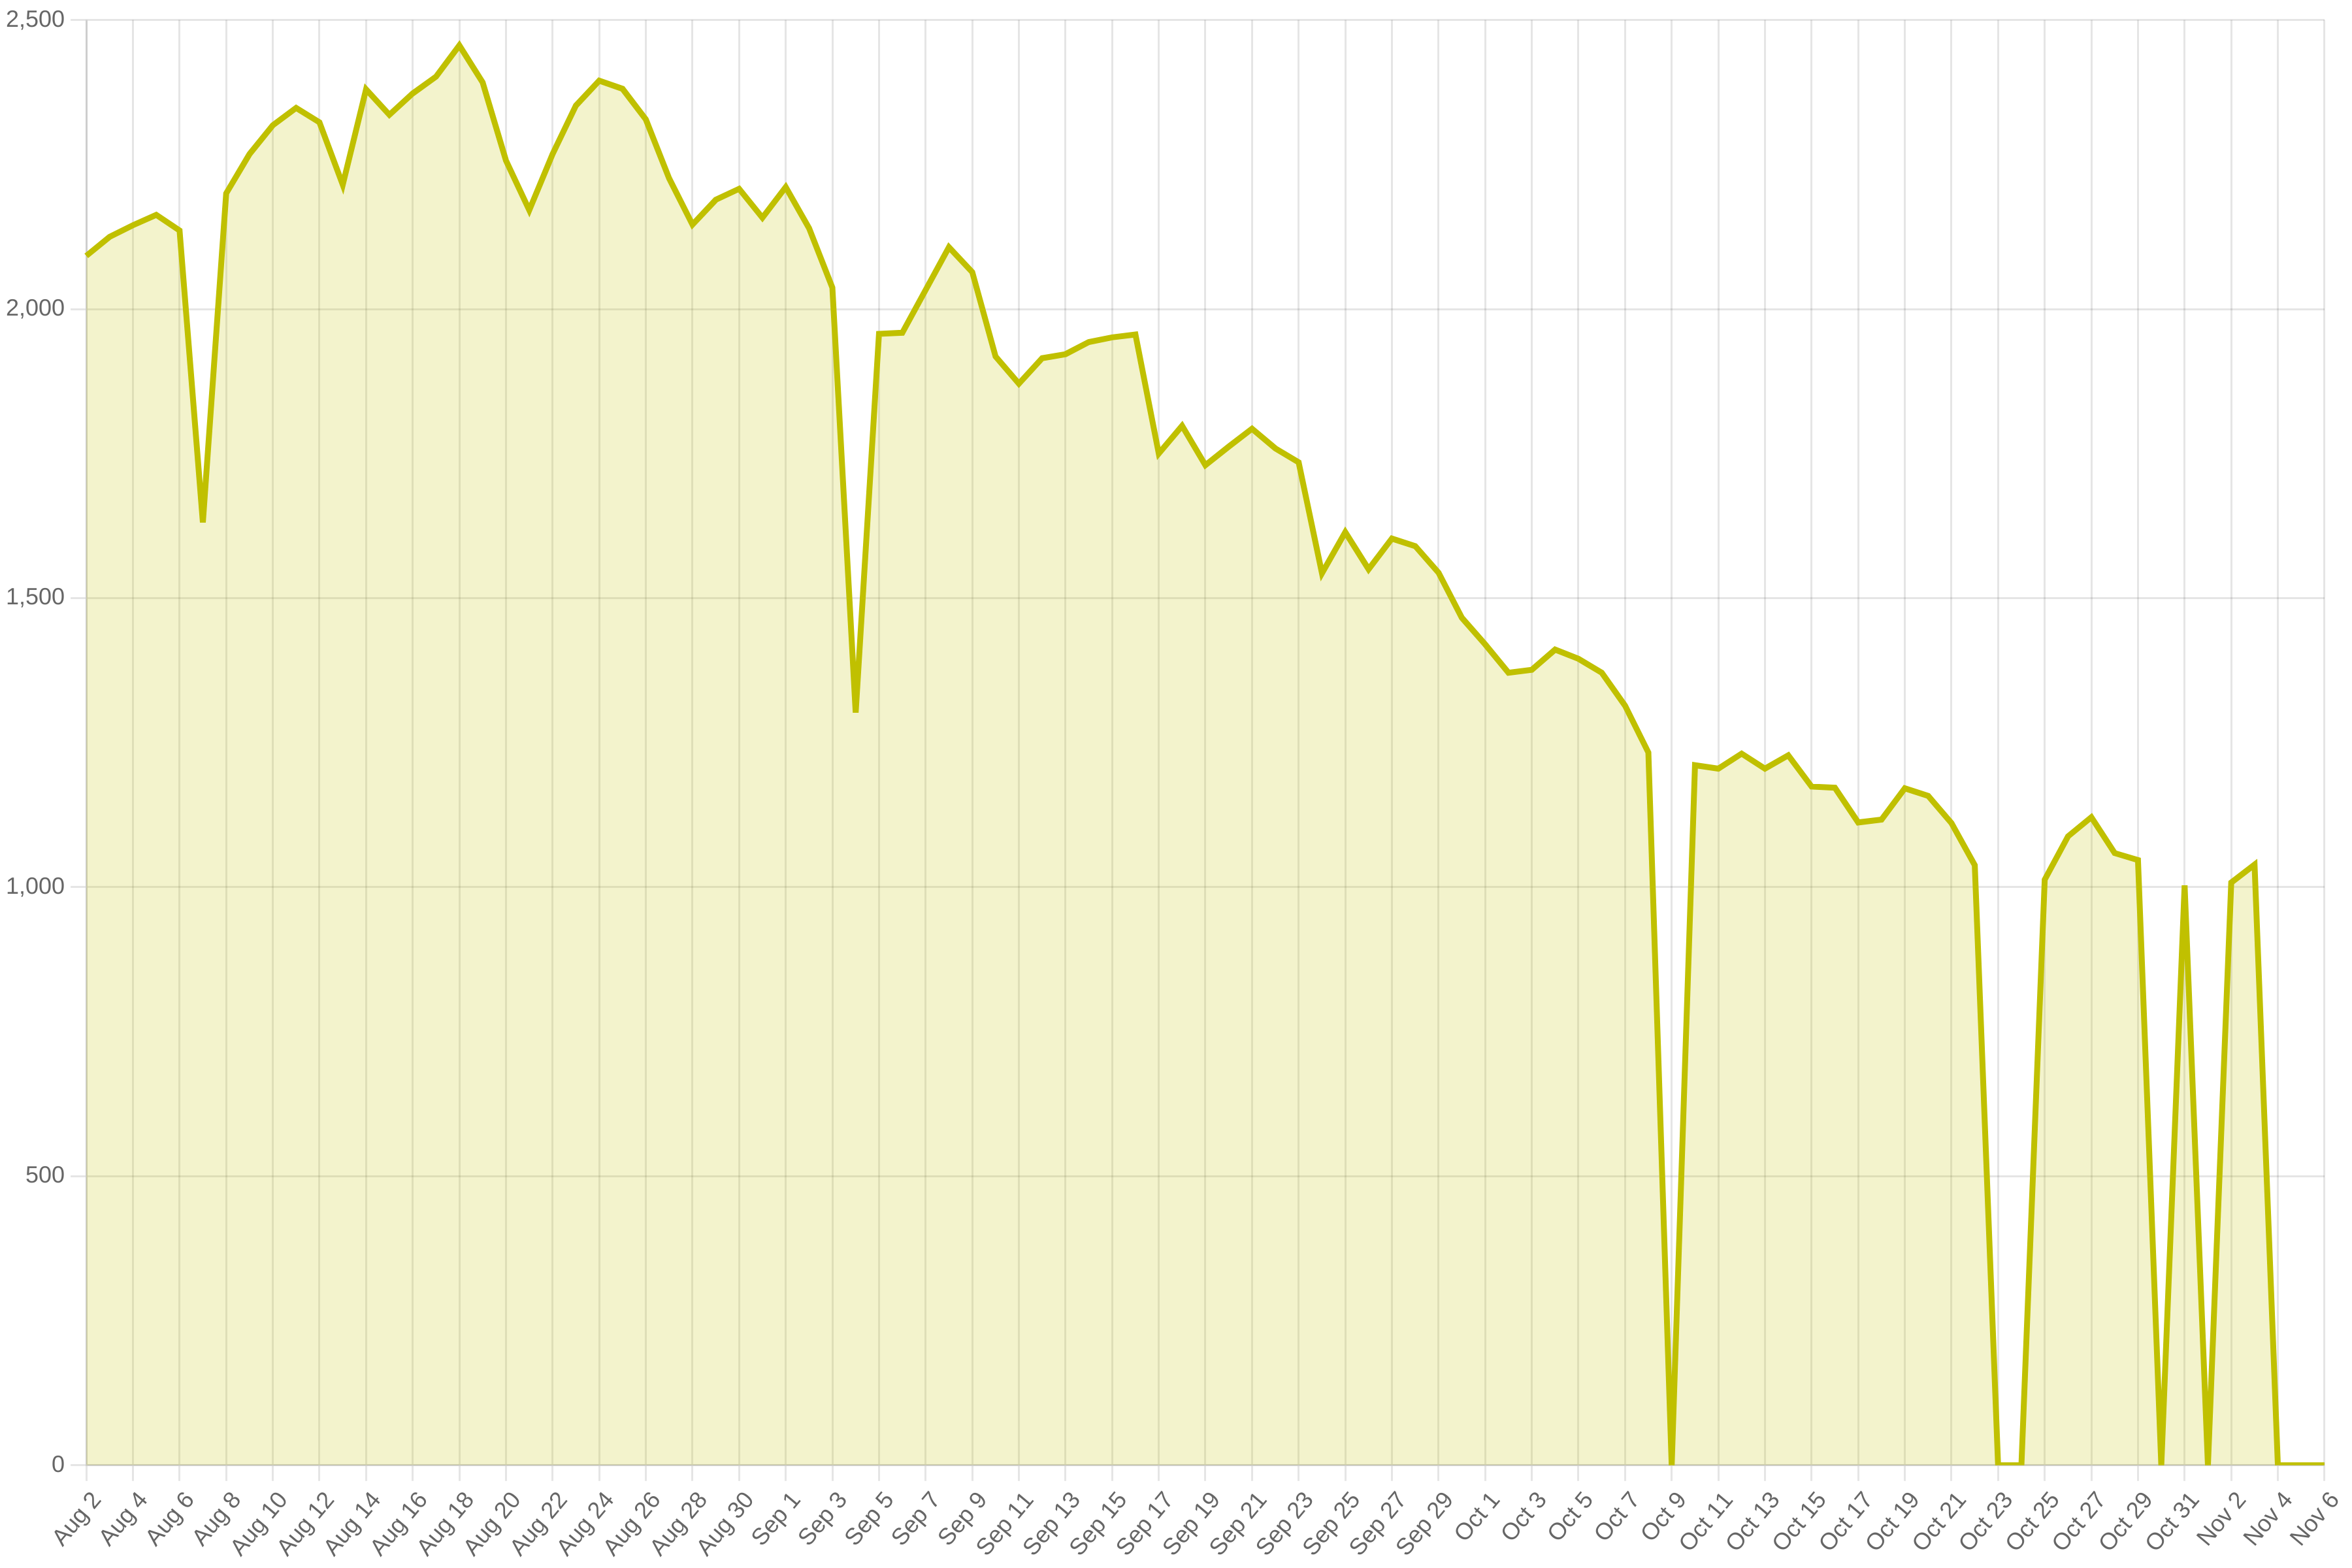 2,500
2,000
1,500
1,000
500
0
Aug 2
Aug 4
Aug 6
Aug 8
Aug 10
Aug 12
Aug 14
Aug 16
Aug 18
Aug 20
Aug 22
Aug 24
Aug 26
Aug 28
Aug 30
Sep 1
Sep 3
Sep 5
Sep 7
Sep 9
Sep 11
Sep 13
Sep 15
Sep 17
Sep 19
Sep 21
Sep 23
Sep 25
Sep 27
Sep 29
Oct 1
Oct 3
Oct 5
Oct 7
Oct 9
Oct 11
Oct 13
Oct 15
Oct 17
Oct 19
Oct 21
Oct 23
Oct 25
Oct 27
Oct 29
Oct 31
Nov 2
Nov 4
Nov 6